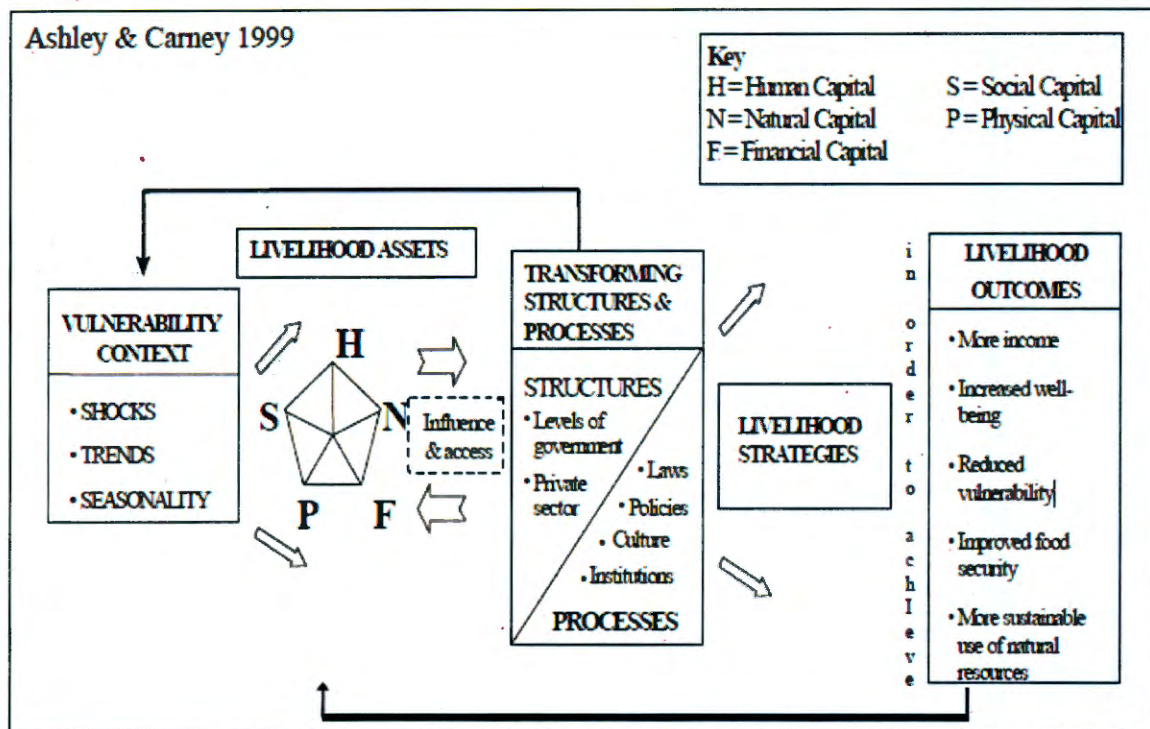 Ashley & Carney 1999
Key
H = Human Capital
S = Social Capital
N = Natural Capital
P = Physical Capital
F = Financial Capital
LIVELIHOOD ASSETS
VULNERABILITY
CONTEXT
• SHOCKS
• TRENDS
• SEASONALITY
H
S
N
P
F
Influence
& access
TRANSFORMING
STRUCTURES &
PROCESSES
STRUCTURES
• Levels of
government
• Private
sector
• Laws
• Policies
• Culture
• Institutions
PROCESSES
LIVELIHOOD
STRATEGIES
in order to achIeve
LIVELIHOOD
OUTCOMES
• More income
• Increased well-
being
• Reduced
vulnerability
• Improved food
security
• More sustainable
use of natural
resources